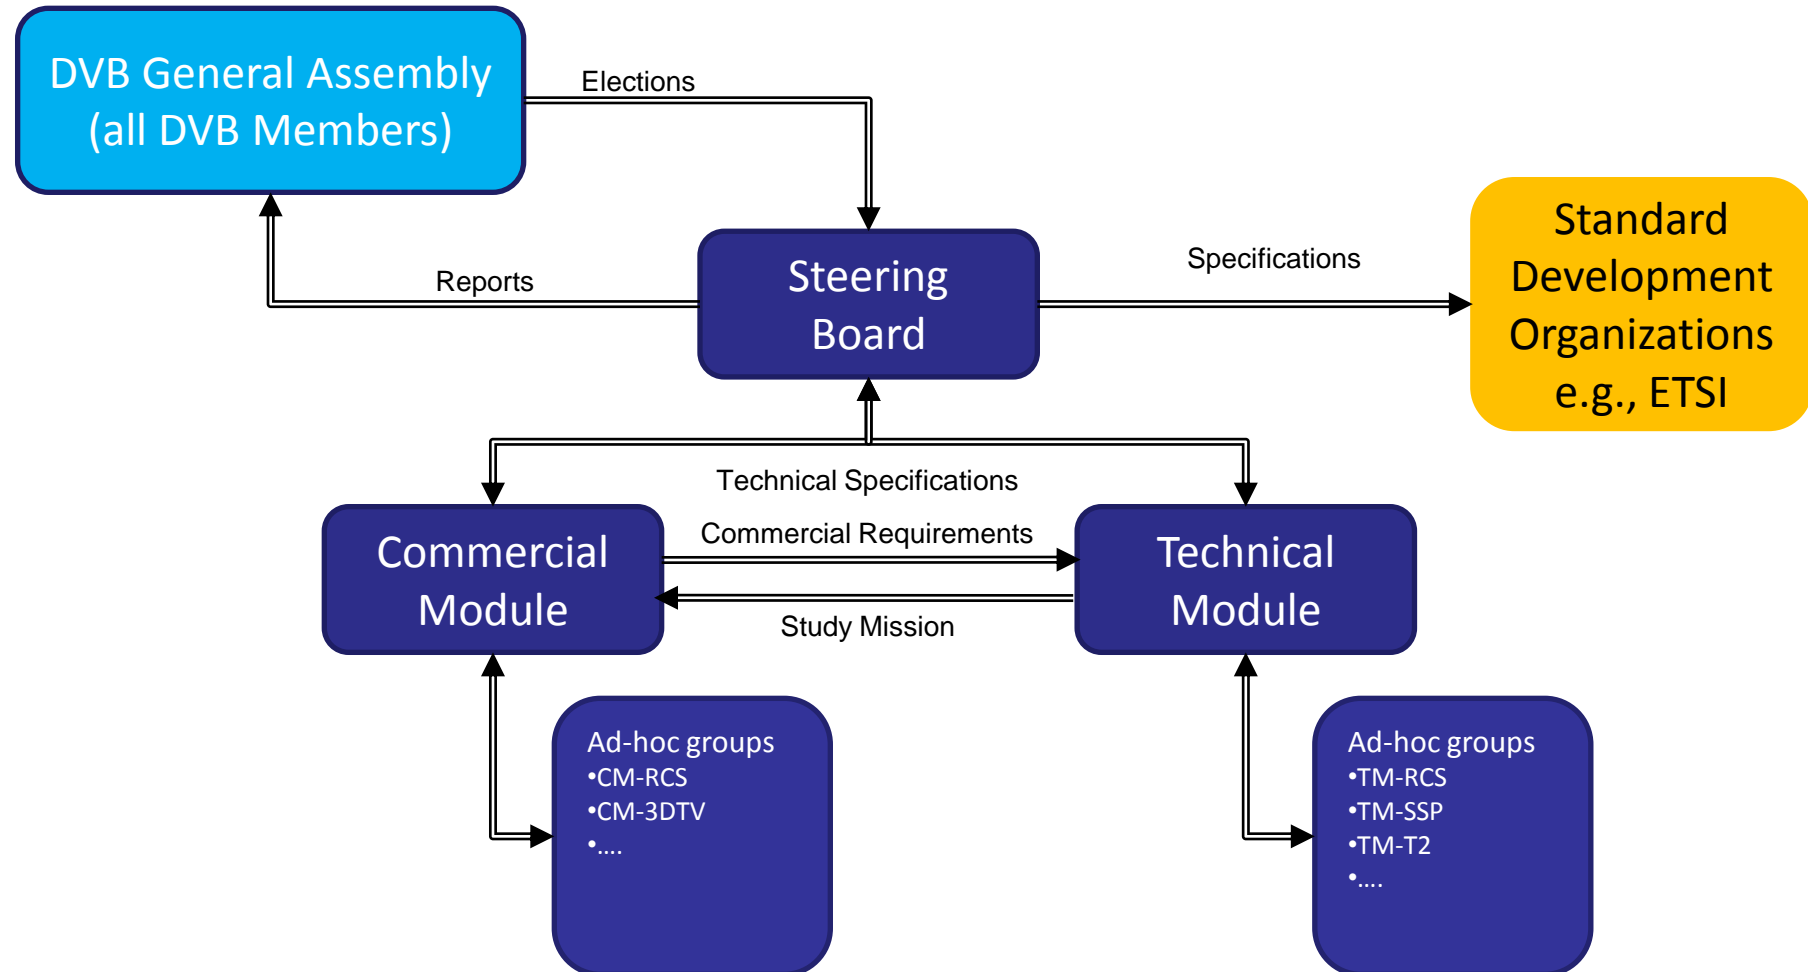 DVB General Assembly
(all DVB Members)
Elections
Reports
Steering
Board
Specifications
Standard
Development
Organizations
e.g., ETSI
Technical Specifications
Commercial
Module
Commercial Requirements
Study Mission
Technical
Module
Ad-hoc groups
•CM-RCS
•CM-3DTV
•....
Ad-hoc groups
•TM-RCS
•TM-SSP
•TM-T2
•....